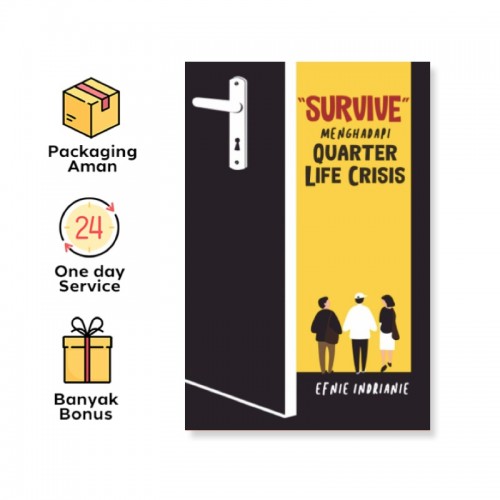 Packaging
Aman
24
One day
Service
Banyak
Bonus
"SURVIVE"
MENGHADAPI
QUARTER
LIFE CRISIS
EFNIE INDRIANIE